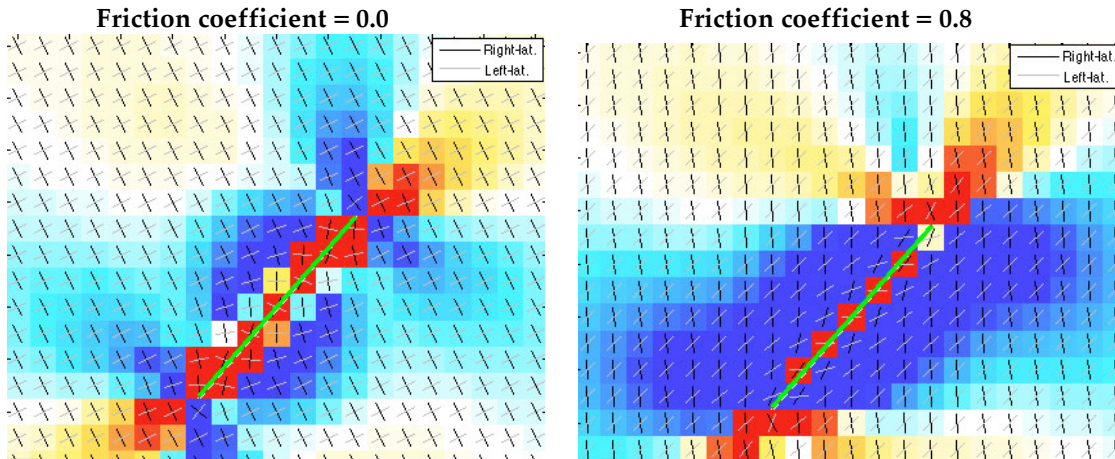 Friction coefficient = 0.0
Friction coefficient = 0.8
Right-lat.
Left-lat.
Right-lat.
Left-lat.